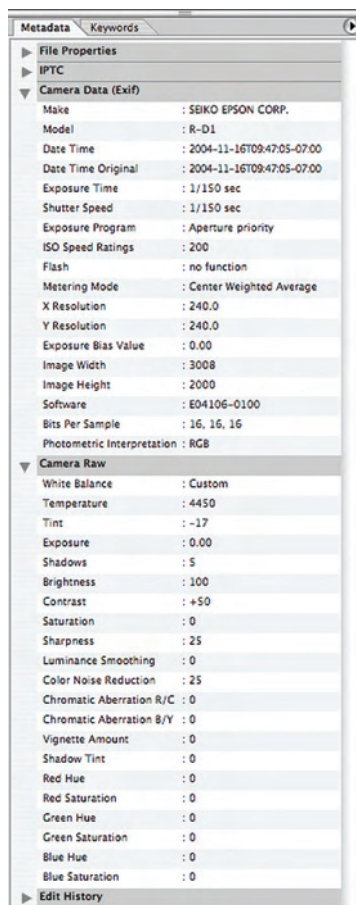 Metadata Keywords
File Properties
IPTC
Camera Data (Exif)
Make : SEIKO EPSON CORP.
Model : R-D1
Date Time : 2004-11-16T09:47:05-07:00
Date Time Original : 2004-11-16T09:47:05-07:00
Exposure Time : 1/150 sec
Shutter Speed : 1/150 sec
Exposure Program : Aperture priority
ISO Speed Ratings : 200
Flash : no function
Metering Mode : Center Weighted Average
X Resolution : 240.0
Y Resolution : 240.0
Exposure Bias Value : 0.00
Image Width : 3008
Image Height : 2000
Software : E04106-0100
Bits Per Sample : 16, 16, 16
Photometric Interpretation : RGB
Camera Raw
White Balance : Custom
Temperature : 4450
Tint : -17
Exposure : 0.00
Shadows : 5
Brightness : 100
Contrast : +50
Saturation : 0
Sharpness : 25
Luminance Smoothing : 0
Color Noise Reduction : 25
Chromatic Aberration R/C : 0
Chromatic Aberration B/Y : 0
Vignette Amount : 0
Shadow Tint : 0
Red Hue : 0
Red Saturation : 0
Green Hue : 0
Green Saturation : 0
Blue Hue : 0
Blue Saturation : 0
Edit History